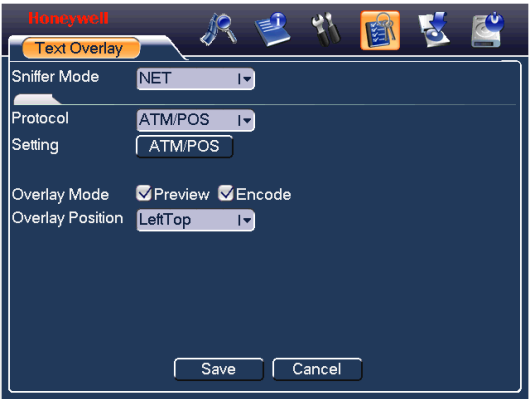 Honeywell
Text Overlay
Sniffer Mode NET
Protocol ATM/POS
Setting ATM/POS
Overlay Mode Preview Encode
Overlay Position LeftTop
Save Cancel